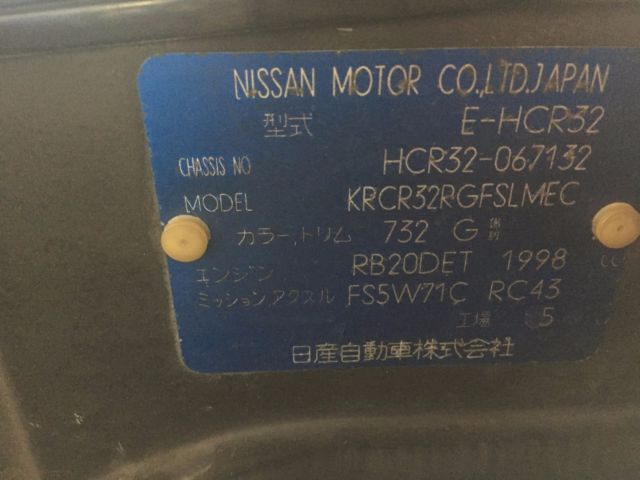 NISSAN MOTOR CO.,LTD.JAPAN
型式 E-HCR32
CHASSIS NO HCR32-067132
MODEL KRCR32RGFSLMEC
カラー,トリム 732 G
エンジン RB20DET 1998 cc
ミッション,アクスル FS5W71C RC43
工場 5
日産自動車株式会社